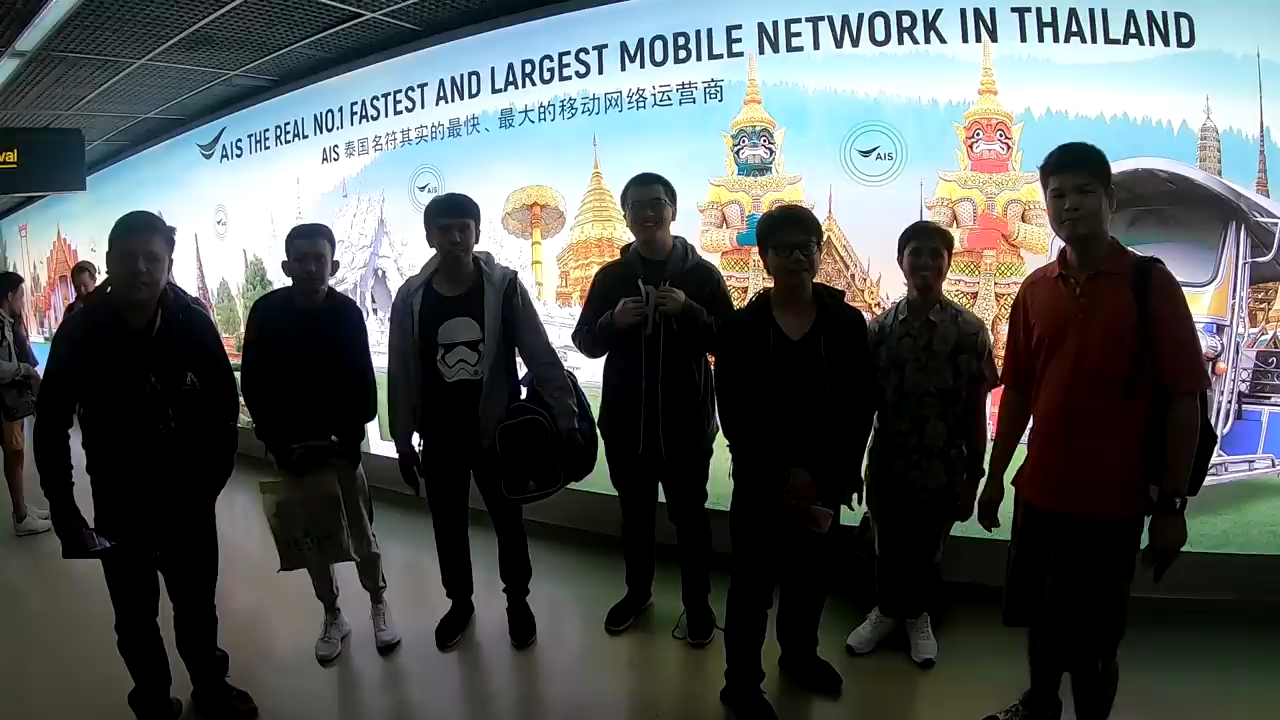 AIS THE REAL NO.1 FASTEST AND LARGEST MOBILE NETWORK IN THAILAND
AIS 泰国名符其实的最快、最大的移动网络运营商
val
AIS
AIS